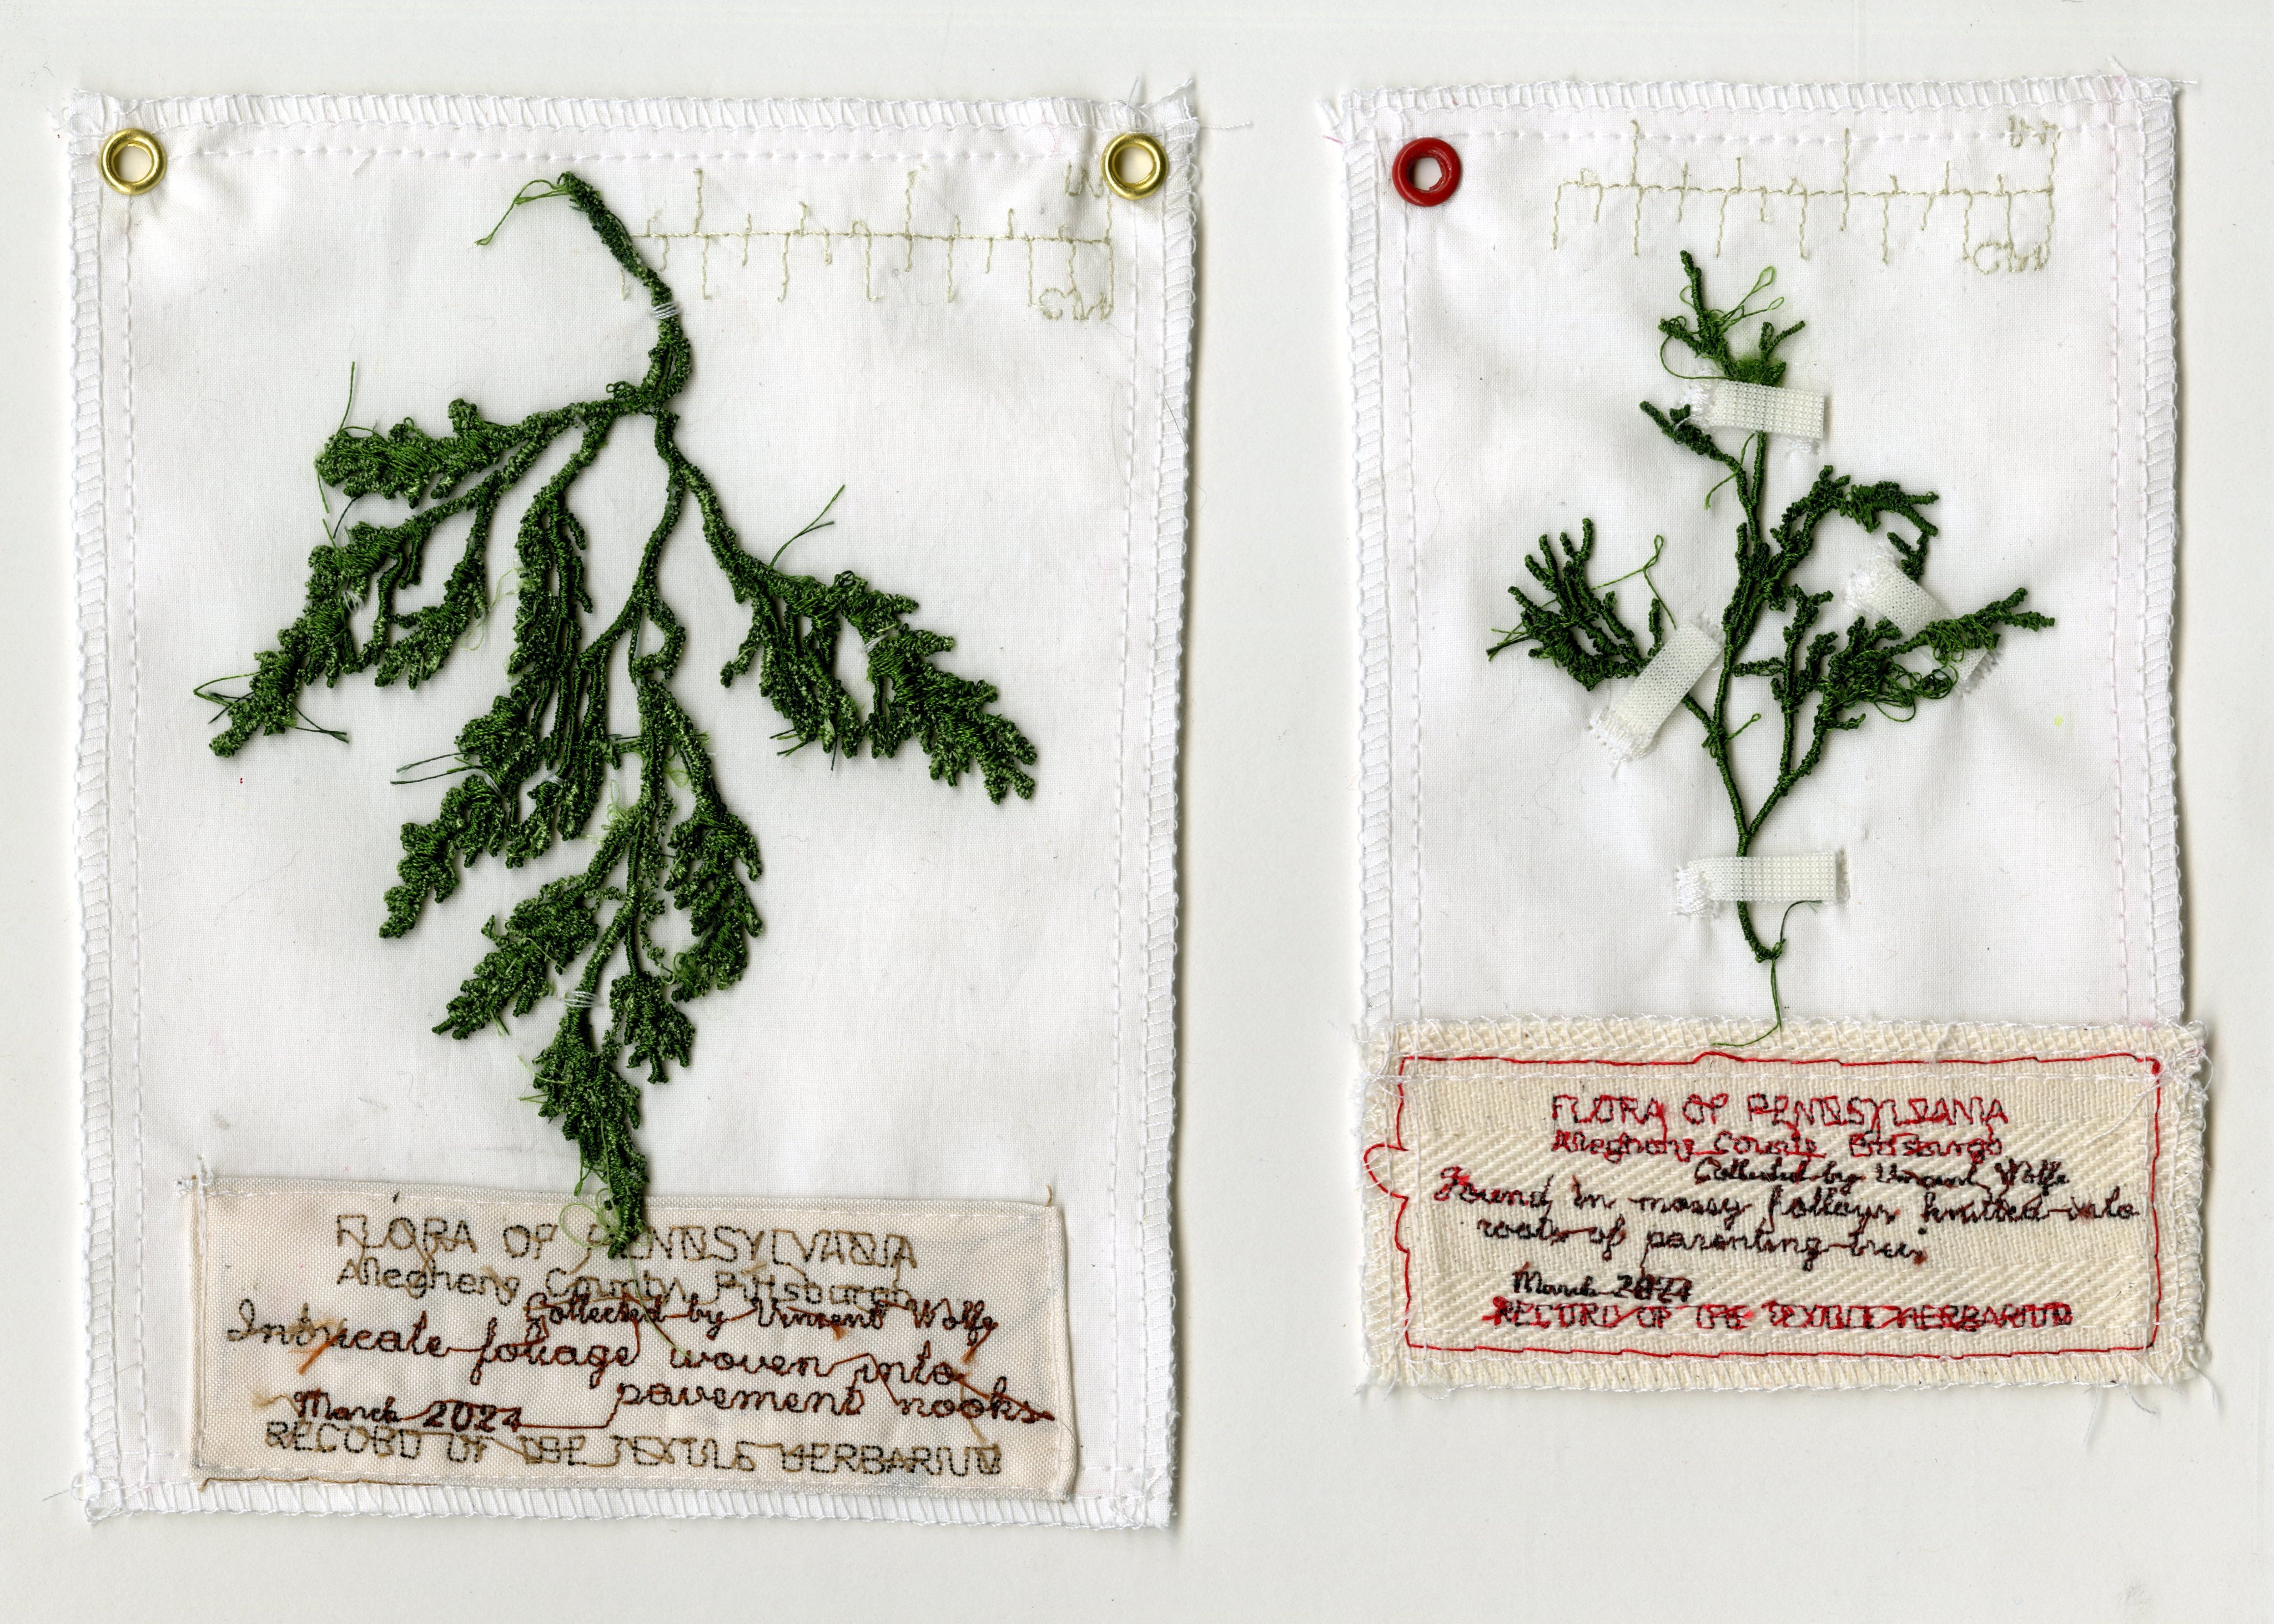 IN
CM
FLORA OF PENNSYLVANIA
Allegheny County, Pittsburgh
Collected by Vincent Wolfe
Intricate foliage woven into
pavement nooks
March 2024
RECORD OF THE TEXTILE HERBARIUM
CM
FLORA OF PENNSYLVANIA
Allegheny County Pittsburgh
Collected by Vincent Wolfe
Found in mossy knitted into
roots of parenting tree
March 2024
RECORD OF THE TEXTILE HERBARIUM